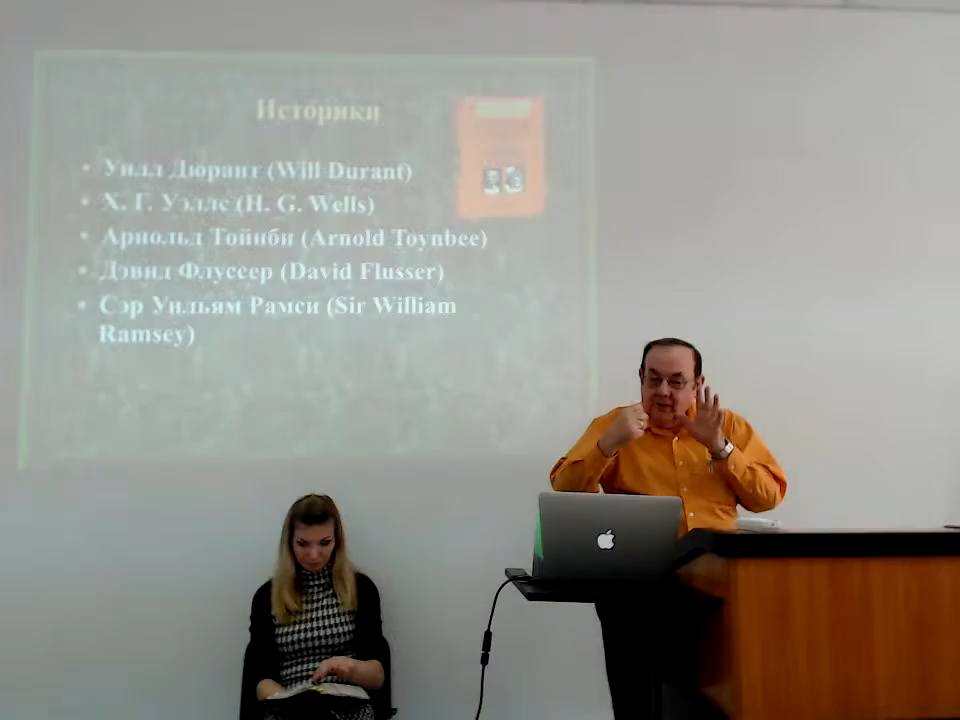 Историки
• Уилл Дюрант (Will Durant)
• Х. Г. Уэллс (H. G. Wells)
• Арнольд Тойнби (Arnold Toynbee)
• Дэвид Флуссер (David Flusser)
• Сэр Уильям Рамси (Sir William
Ramsey)